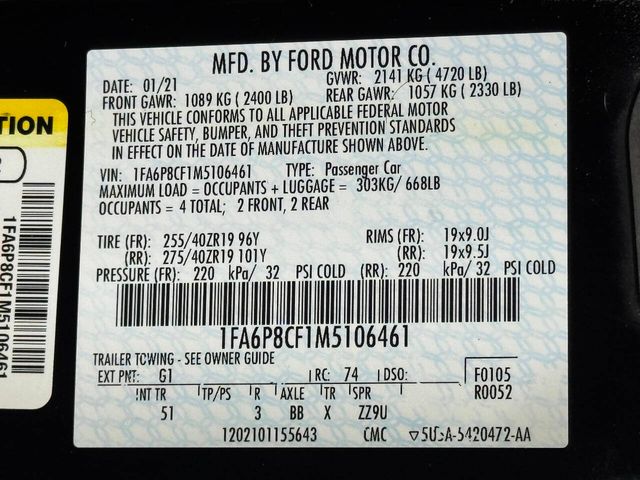 MFD. BY FORD MOTOR CO.
DATE: 01/21 GVWR: 2141 KG ( 4720 LB)
FRONT GAWR: 1089 KG ( 2400 LB) REAR GAWR: 1057 KG ( 2330 LB)
THIS VEHICLE CONFORMS TO ALL APPLICABLE FEDERAL MOTOR
VEHICLE SAFETY, BUMPER, AND THEFT PREVENTION STANDARDS
IN EFFECT ON THE DATE OF MANUFACTURE SHOWN ABOVE.
VIN: 1FA6P8CF1M5106461 TYPE: Passenger Car
MAXIMUM LOAD = OCCUPANTS + LUGGAGE = 303KG/ 668LB
OCCUPANTS = 4 TOTAL; 2 FRONT, 2 REAR
TIRE (FR): 255/40ZR19 96Y RIMS (FR): 19x9.0J
(RR): 275/40ZR19 101Y (RR): 19x9.5J
PRESSURE (FR): 220 kPa/ 32 PSI COLD (RR): 220 kPa/ 32 PSI COLD
1FA6P8CF1M5106461
TRAILER TOWING - SEE OWNER GUIDE
EXT PNT: G1 RC: 74 DSO: F0105
R0052
INT TR TP/PS R AXLE TR SPR
51 3 BB X ZZ9U
1202101155643 CMC 5U5A-5420472-AA
TION
2
1FA6P8CF1M5106461